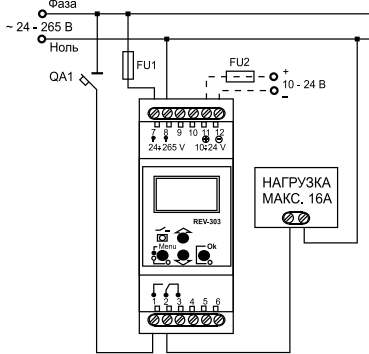 Фаза
~ 24 - 265 В
Ноль
QA1
FU1
FU2
+
10 - 24 В
–
7 8 9 10 11 12
24÷265 V
10÷24 V
REV-303
Menu
Ok
1 2 3 4 5 6
НАГРУЗКА
МАКС. 16А